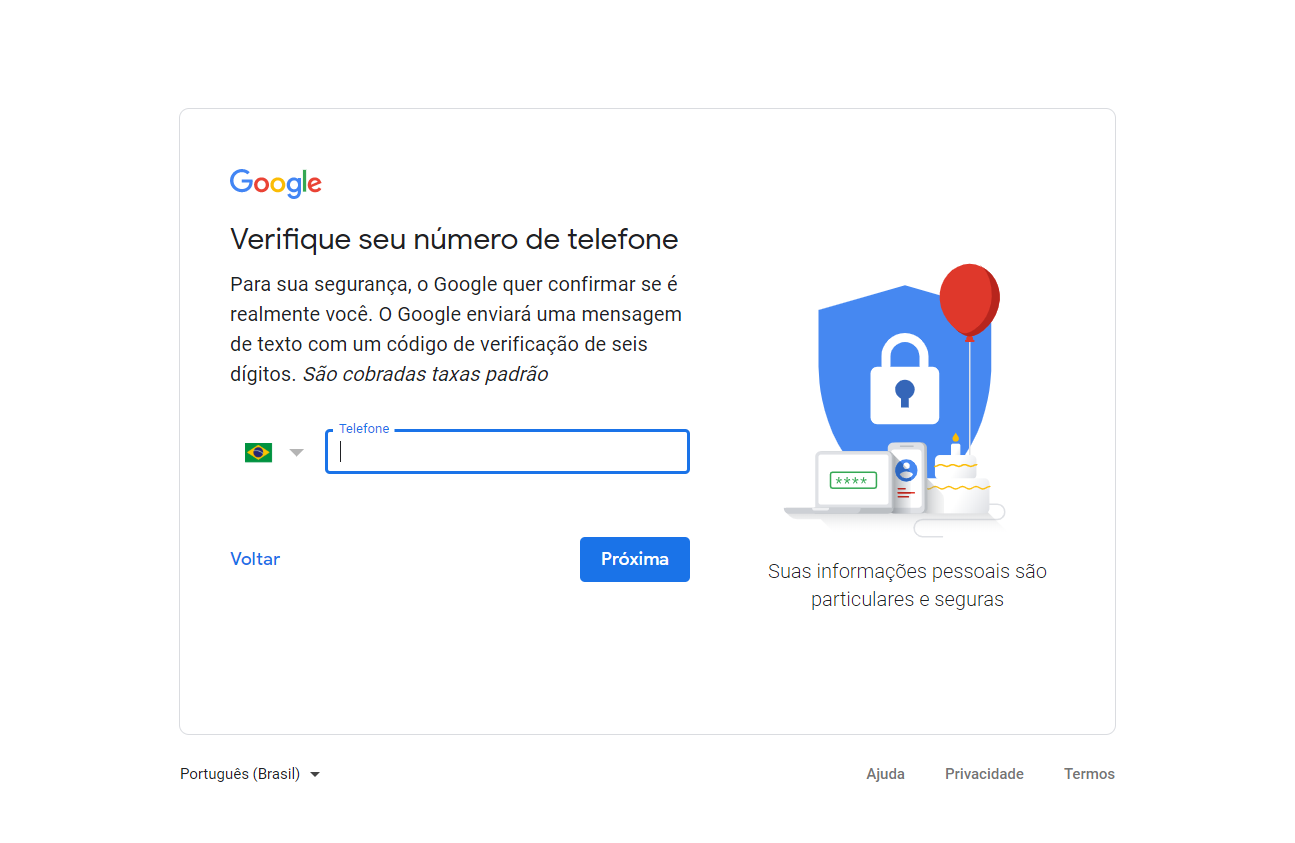 Google
Verifique seu número de telefone
Para sua segurança, o Google quer confirmar se é
realmente você. O Google enviará uma mensagem
de texto com um código de verificação de seis
dígitos. São cobradas taxas padrão
Telefone
****
Voltar
Próxima
Suas informações pessoais são
particulares e seguras
Português (Brasil)
Ajuda
Privacidade
Termos